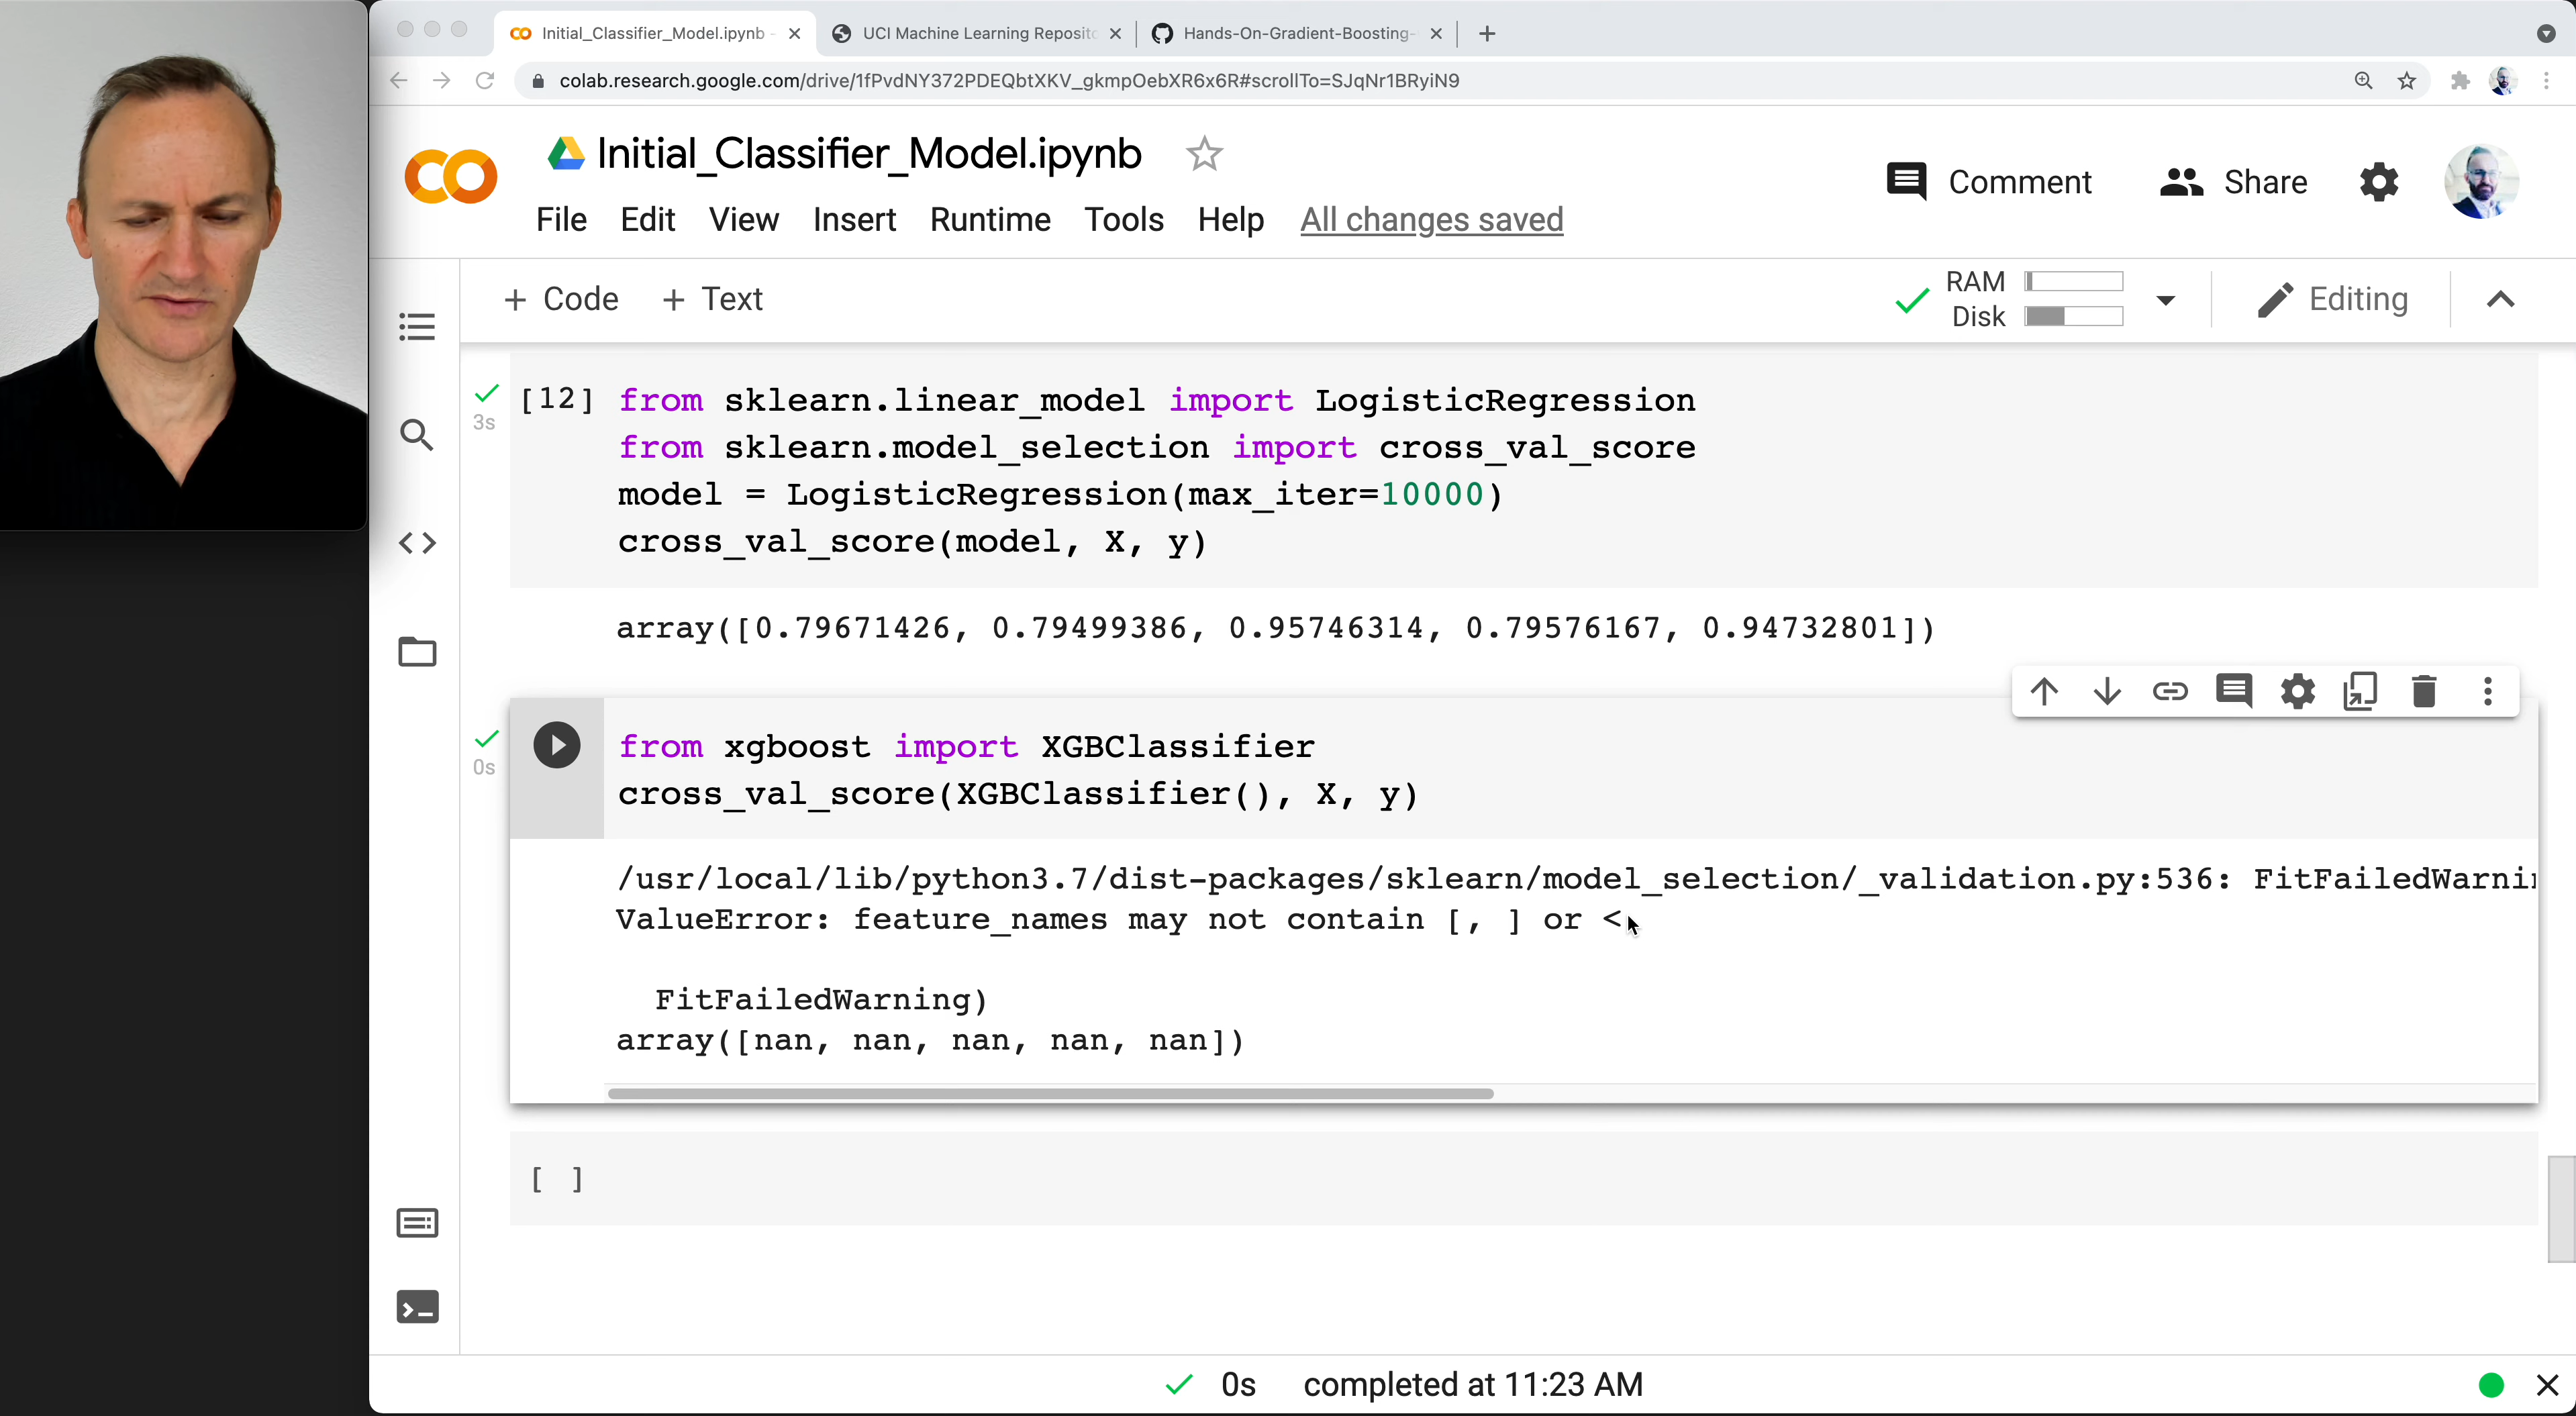 Initial_Classifier_Model.ipynb -
UCI Machine Learning Reposito
Hands-On-Gradient-Boosting-
colab.research.google.com/drive/1fPvdNY372PDEQbtXKV_gkmpOebXR6x6R#scrollTo=SJqNr1BRyiN9
Initial_Classifier_Model.ipynb
Comment
Share
File Edit View Insert Runtime Tools Help All changes saved
+ Code + Text
RAM
Disk
Editing
3s
[12] from sklearn.linear_model import LogisticRegression
from sklearn.model_selection import cross_val_score
model = LogisticRegression(max_iter=10000)
cross_val_score(model, X, y)
array([0.79671426, 0.79499386, 0.95746314, 0.79576167, 0.94732801])
0s
from xgboost import XGBClassifier
cross_val_score(XGBClassifier(), X, y)
/usr/local/lib/python3.7/dist-packages/sklearn/model_selection/_validation.py:536: FitFailedWarnin
ValueError: feature_names may not contain [, ] or <
FitFailedWarning)
array([nan, nan, nan, nan, nan])
[ ]
0s completed at 11:23 AM